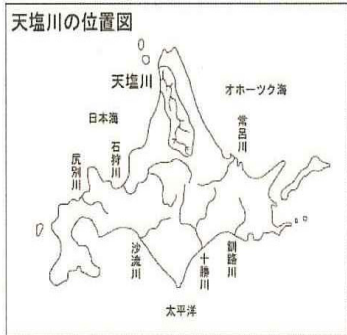 天塩川の位置図
天塩川
オホーツク海
日本海
常呂川
石狩川
尻別川
沙流川
十勝川
釧路川
太平洋